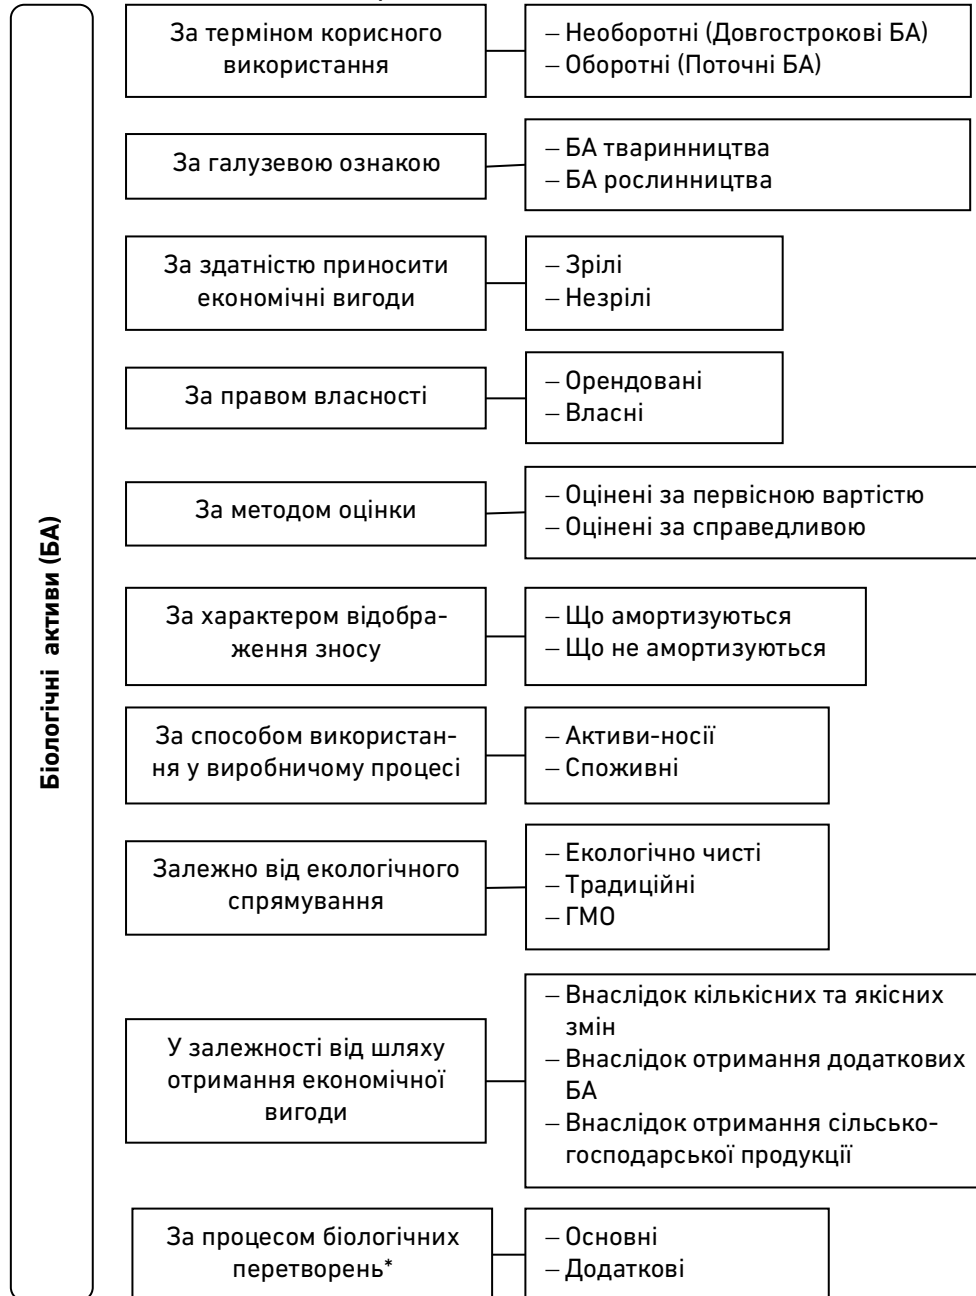 Біологічні активи (БА)
За терміном корисного
використання
– Необоротні (Довгострокові БА)
– Оборотні (Поточні БА)
За галузевою ознакою
– БА тваринництва
– БА рослинництва
За здатністю приносити
економічні вигоди
– Зрілі
– Незрілі
За правом власності
– Орендовані
– Власні
За методом оцінки
– Оцінені за первісною вартістю
– Оцінені за справедливою
За характером відобра-
ження зносу
– Що амортизуються
– Що не амортизуються
За способом використан-
ня у виробничому процесі
– Активи-носії
– Споживні
Залежно від екологічного
спрямування
– Екологічно чисті
– Традиційні
– ГМО
У залежності від шляху
отримання економічної
вигоди
– Внаслідок кількісних та якісних
змін
– Внаслідок отримання додаткових
БА
– Внаслідок отримання сільсько-
господарської продукції
За процесом біологічних
перетворень*
– Основні
– Додаткові